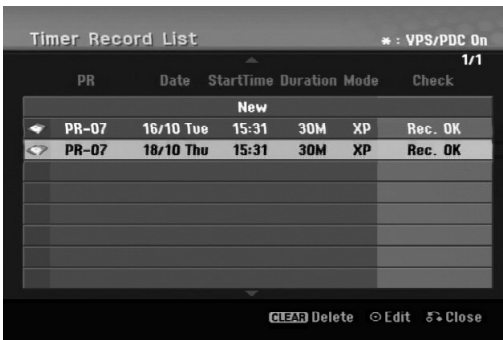 Timer Record List ✱ : VPS/PDC On
1/1
PR Date StartTime Duration Mode Check
New
PR-07 16/10 Tue 15:31 30M XP Rec. OK
PR-07 18/10 Thu 15:31 30M XP Rec. OK
CLEAR Delete Edit Close